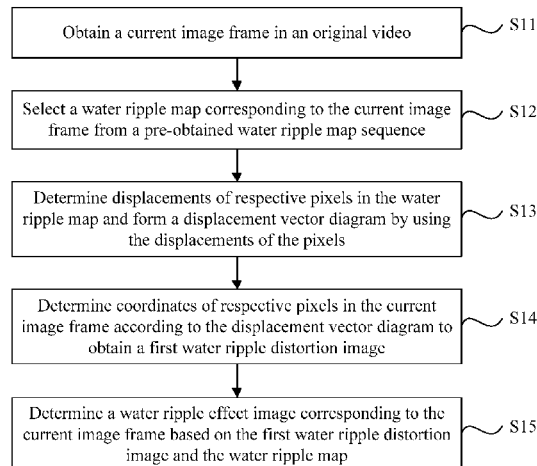 Obtain a current image frame in an original video
S11
Select a water ripple map corresponding to the current image
frame from a pre-obtained water ripple map sequence
S12
Determine displacements of respective pixels in the water
ripple map and form a displacement vector diagram by using
the displacements of the pixels
S13
Determine coordinates of respective pixels in the current
image frame according to the displacement vector diagram to
obtain a first water ripple distortion image
S14
Determine a water ripple effect image corresponding to the
current image frame based on the first water ripple distortion
image and the water ripple map
S15